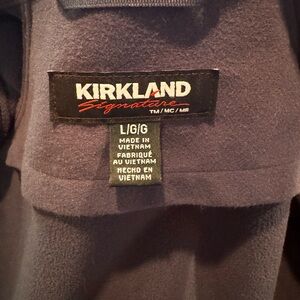 KIRKLAND
Signature
TM/MC/MR
L/G/G
MADE IN
VIETNAM
FABRIQUÉ
AU VIETNAM
HECHO EN
VIETNAM